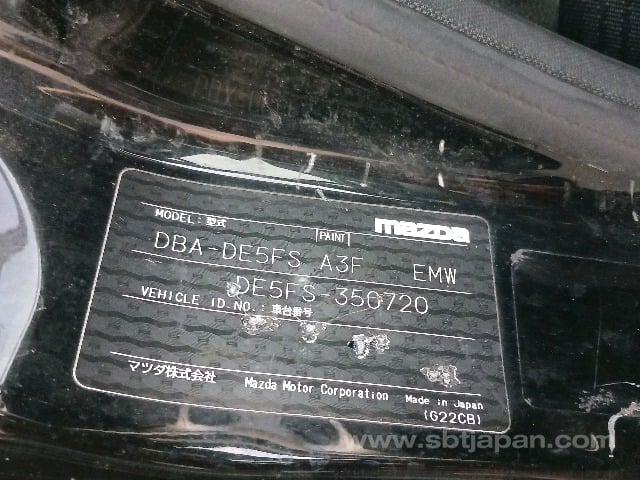 mazda
MODEL: 型式
PAINT
DBA-DE5FS A3F EMW
DE5FS-350720
VEHICLE ID.NO.: 車台番号
マツダ株式会社 Mazda Motor Corporation Made in Japan
(G22CB)
www.sbtjapan.com